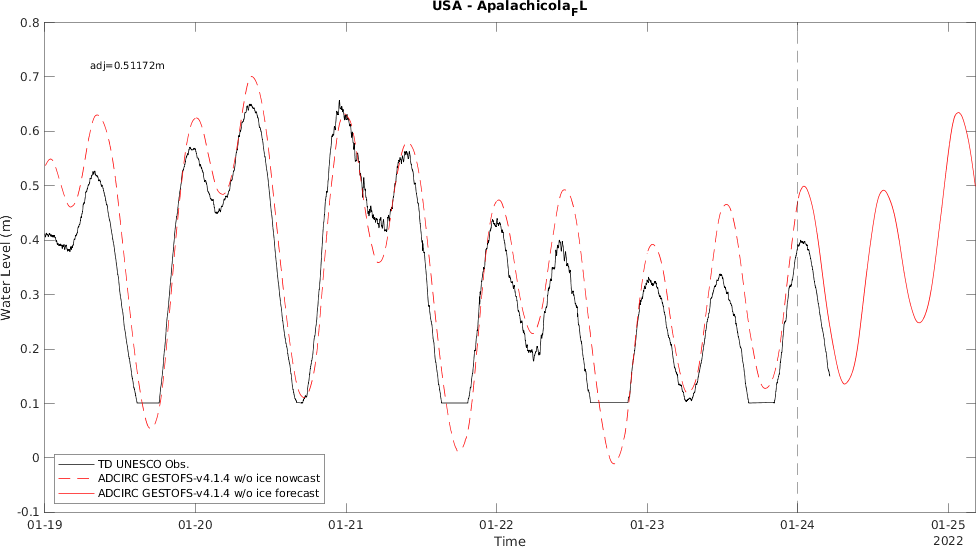 USA - Apalachicola_FL
0.8
adj=0.51172m
0.7
0.6
0.5
0.4
0.3
0.2
0.1
0
-0.1
Water Level (m)
TD UNESCO Obs.
ADCIRC GESTOFS-v4.1.4 w/o ice nowcast
ADCIRC GESTOFS-v4.1.4 w/o ice forecast
01-19 01-20 01-21 01-22 01-23 01-24 01-25
Time 2022